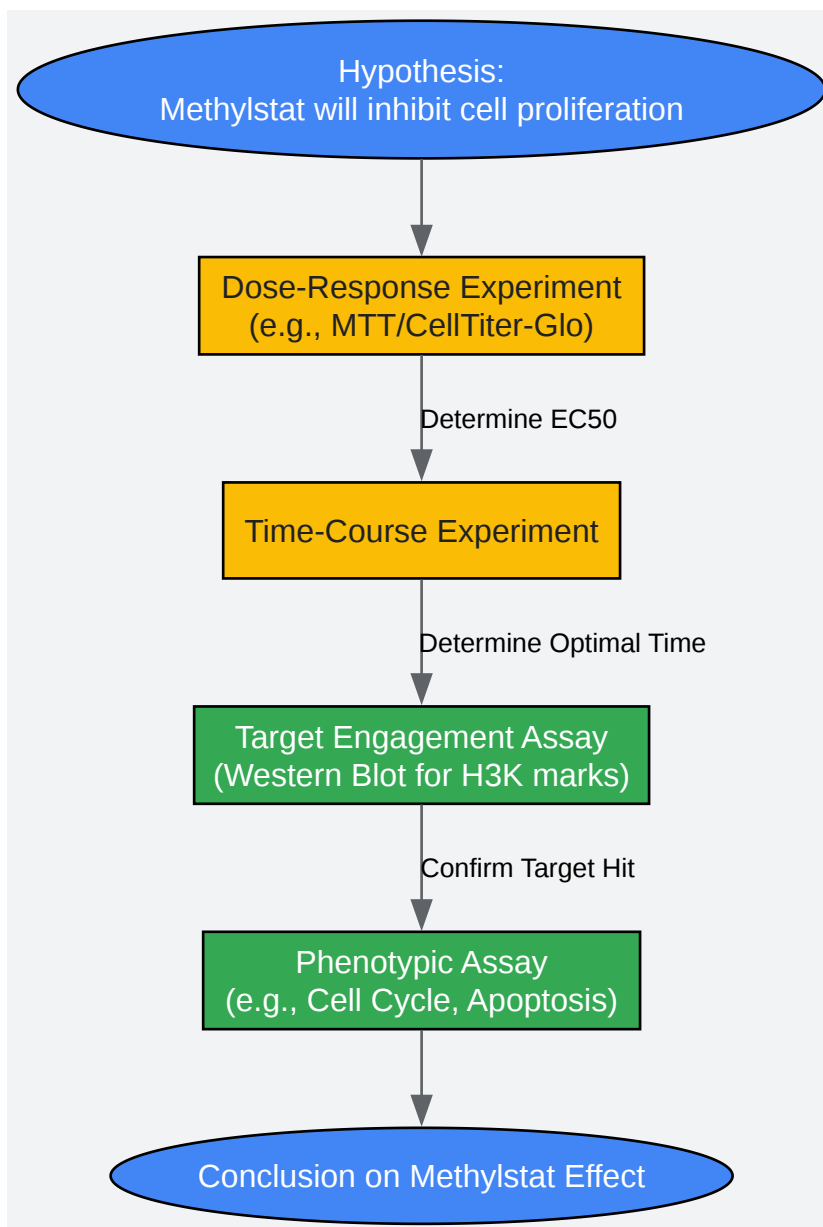 Hypothesis:
Methylstat will inhibit cell proliferation
Dose-Response Experiment
(e.g., MTT/CellTiter-Glo)
Determine EC50
Time-Course Experiment
Determine Optimal Time
Target Engagement Assay
(Western Blot for H3K marks)
Confirm Target Hit
Phenotypic Assay
(e.g., Cell Cycle, Apoptosis)
Conclusion on Methylstat Effect